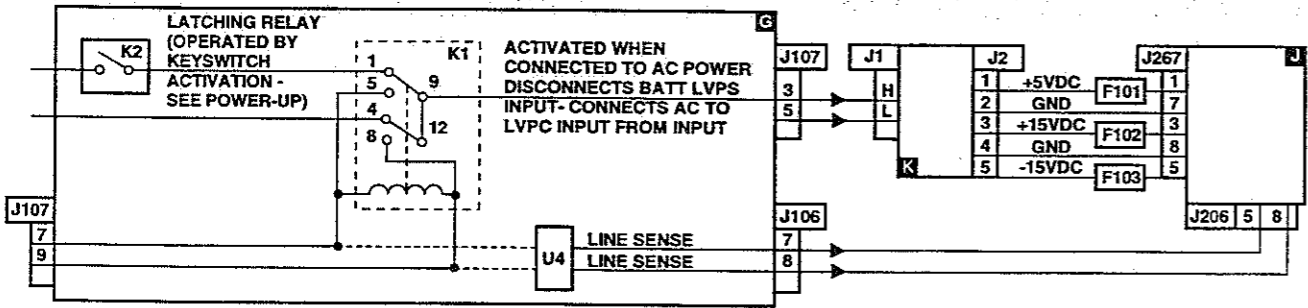 LATCHING RELAY
(OPERATED BY
KEYSWITCH
ACTIVATION -
SEE POWER-UP)
K2
K1
1
5
4
8
9
12
ACTIVATED WHEN
CONNECTED TO AC POWER
DISCONNECTS BATT LVPS
INPUT- CONNECTS AC TO
LVPC INPUT FROM INPUT
G
J107
3
5
J1
H
L
K
J2
1 +5VDC F101 1
2 GND 7
3 +15VDC F102 3
4 GND 8
5 -15VDC F103 5
J267
J
J206 5 8
J107
7
9
U4
LINE SENSE
LINE SENSE
J106
7
8